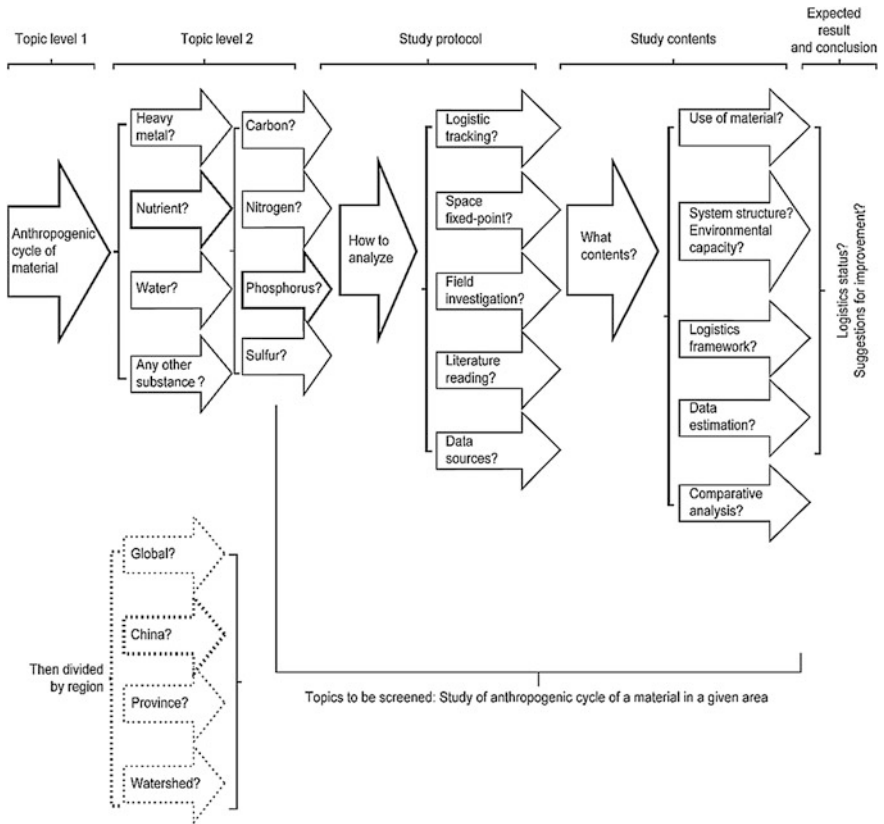 Topic level 1
Topic level 2
Study protocol
Study contents
Expected
result
and conclusion
Anthropogenic
cycle of
material
Heavy
metal?
Nutrient?
Water?
Any other
substance ?
Carbon?
Nitrogen?
Phosphorus?
Sulfur?
How to
analyze
Logistic
tracking?
Space
fixed-point?
Field
investigation?
Literature
reading?
Data
sources?
What
contents?
Use of material?
System structure?
Environmental
capacity?
Logistics
framework?
Data
estimation?
Comparative
analysis?
Logistics status?
Suggestions for improvement?
Then divided
by region
Global?
China?
Province?
Watershed?
Topics to be screened: Study of anthropogenic cycle of a material in a given area